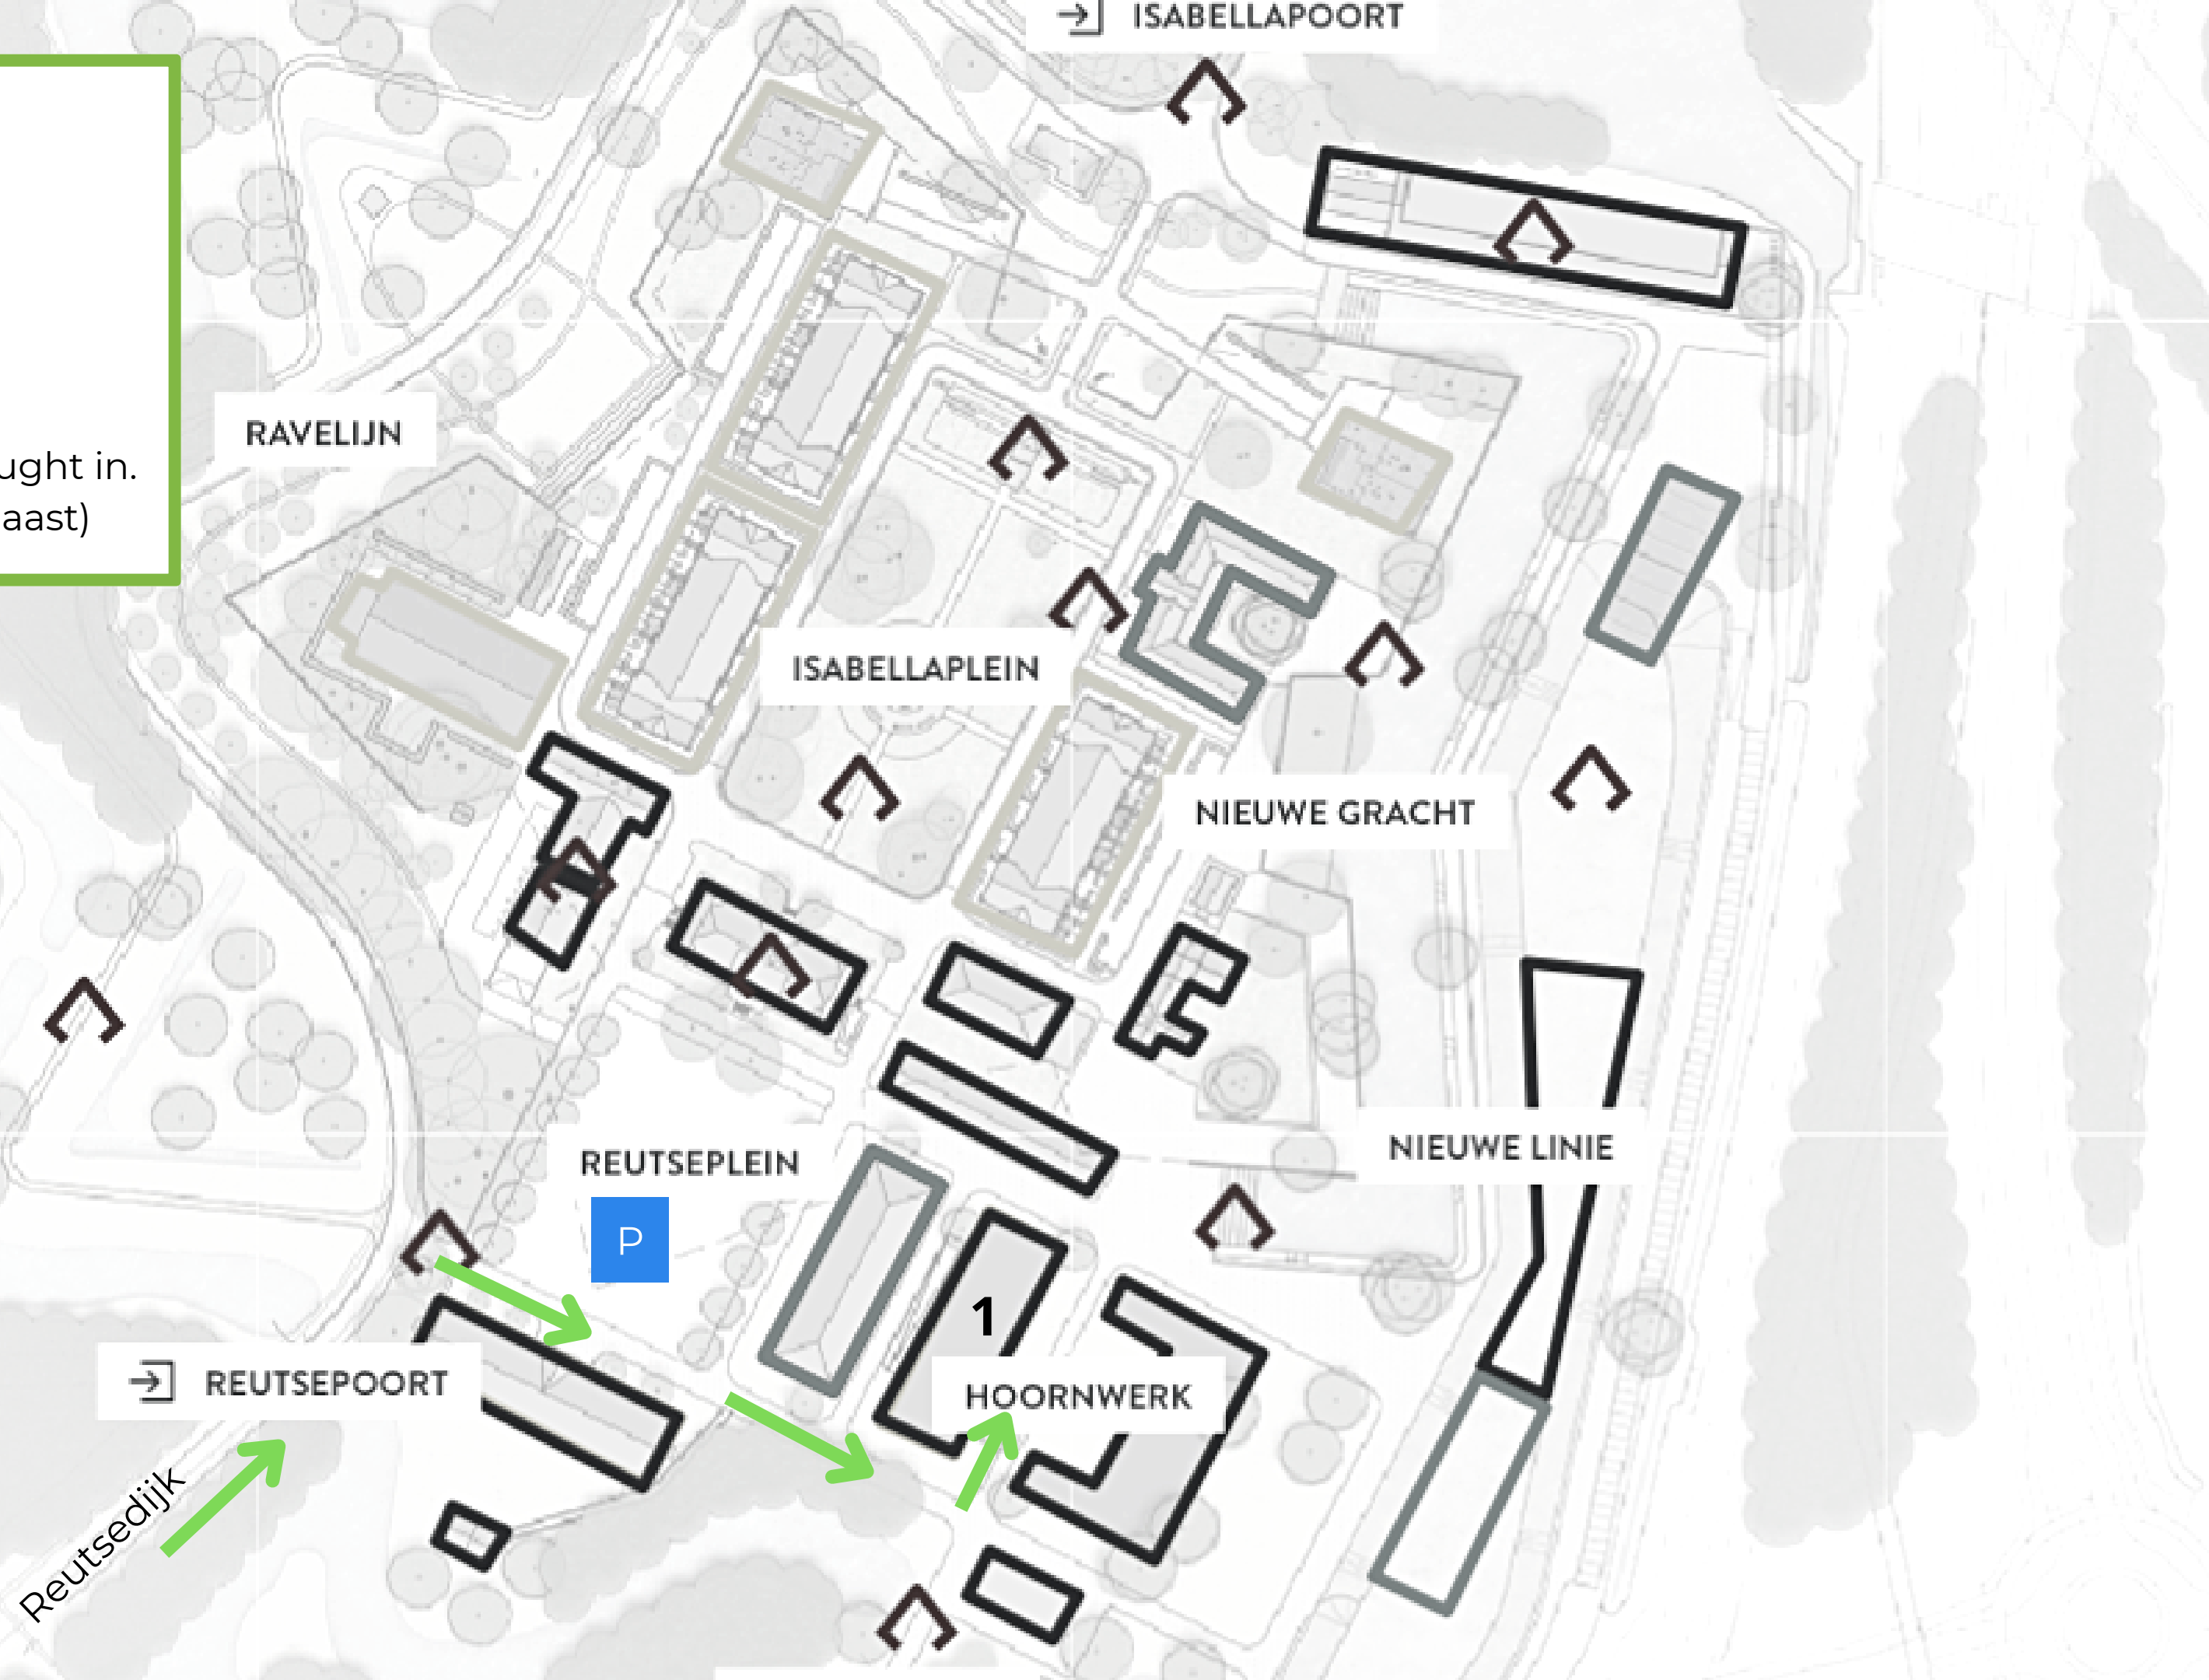 ISABELLAPOORT
ught in.
aast)
RAVELIJN
ISABELLAPLEIN
NIEUWE GRACHT
NIEUWE LINIE
REUTSEPLEIN
P
1
HOORNWERK
REUTSEPOORT
Reutsedijk